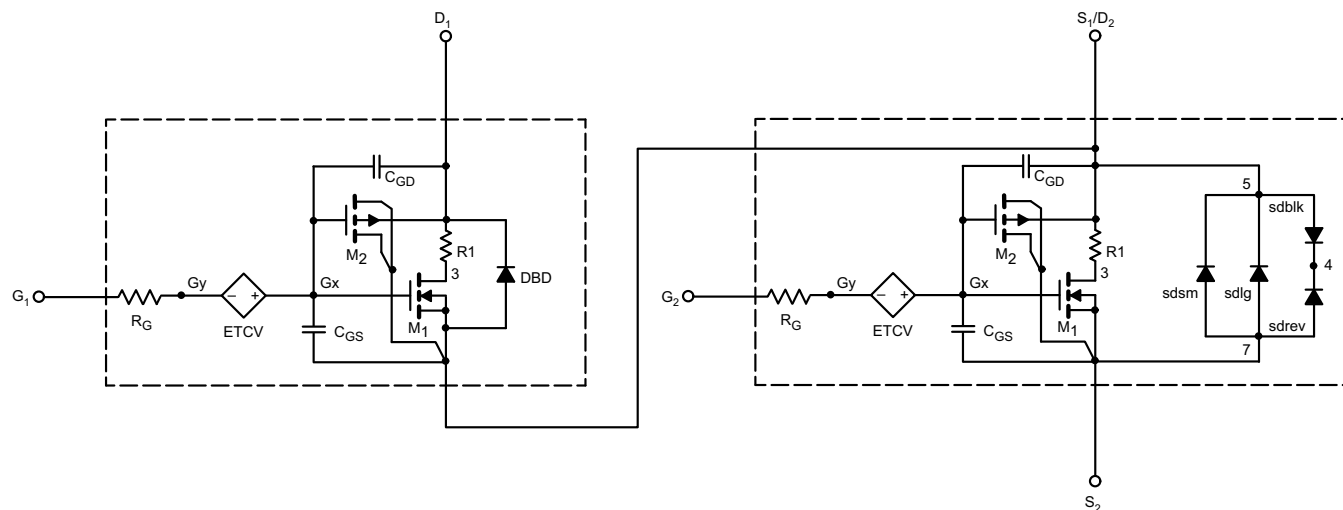 D1
S1/D2
CGD
M2
R1
3
DBD
Gy
Gx
G1
RG
− +
ETCV
M1
CGS
CGD
5
sdblk
M2
R1
3
4
sdsm
sdlg
Gy
Gx
G2
RG
− +
ETCV
M1
sdrev
CGS
7
S2